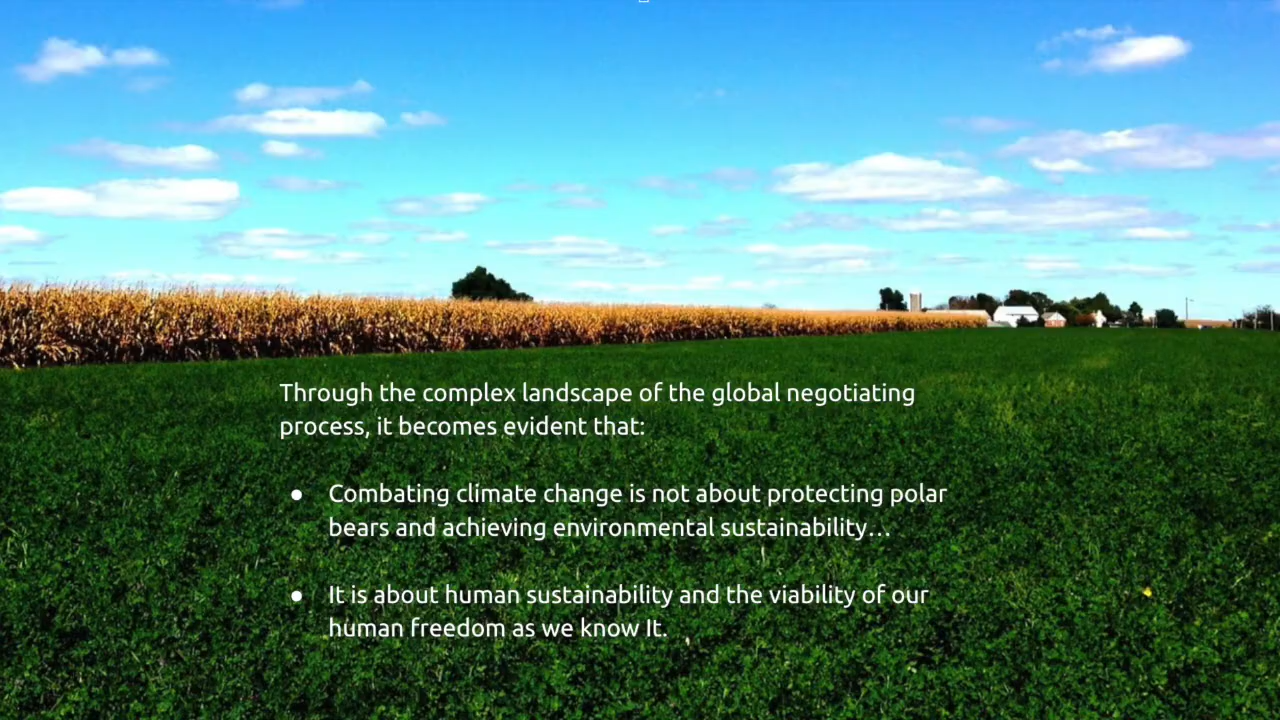 Through the complex landscape of the global negotiating
process, it becomes evident that:
● Combating climate change is not about protecting polar
bears and achieving environmental sustainability…
● It is about human sustainability and the viability of our
human freedom as we know It.